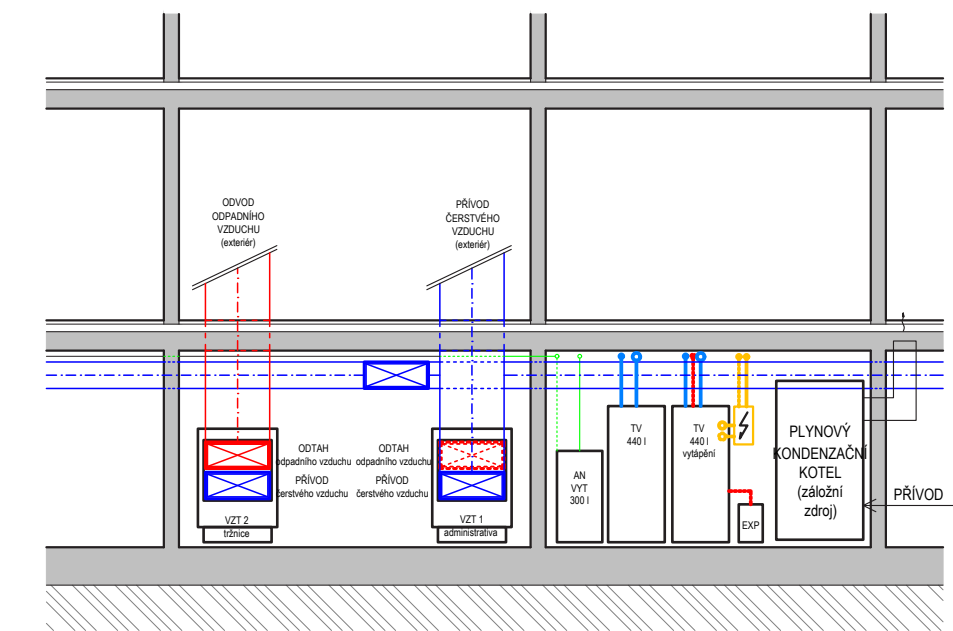 ODVOD
ODPADNÍHO
VZDUCHU
(exteriér)
PŘÍVOD
ČERSTVÉHO
VZDUCHU
(exteriér)
ODTAH
odpadního vzduchu
PŘÍVOD
čerstvého vzduchu
VZT 2
tržnice
ODTAH
odpadního vzduchu
PŘÍVOD
čerstvého vzduchu
VZT 1
administrativa
AN
VYT
300 l
TV
440 l
TV
440 l
vytápění
EXP
PLYNOVÝ
KONDENZAČNÍ
KOTEL
(záložní
zdroj)
PŘÍVOD